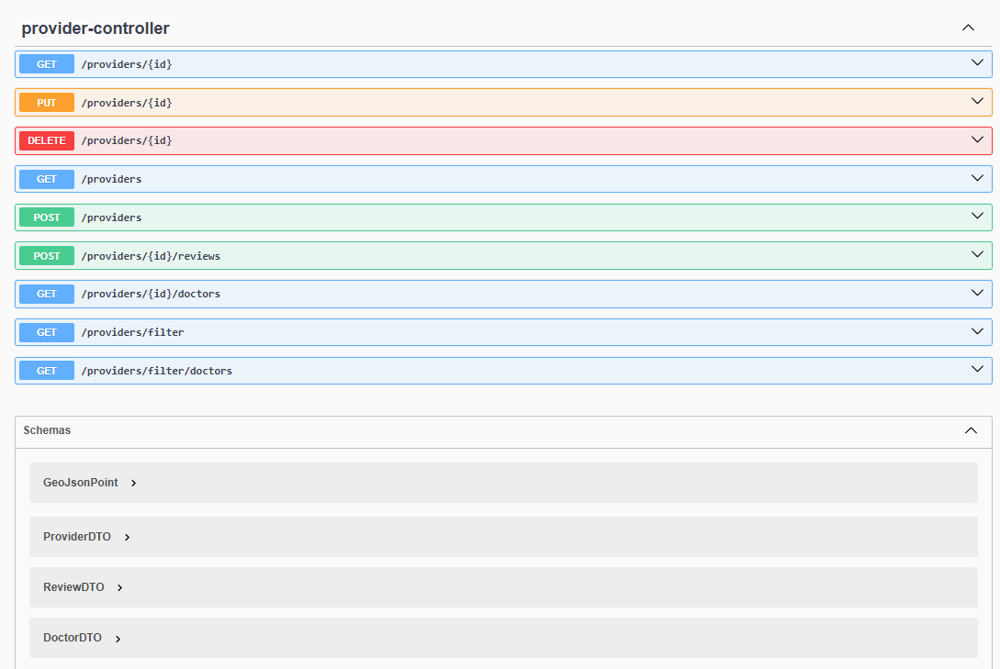 provider-controller
GET /providers/{id}
PUT /providers/{id}
DELETE /providers/{id}
GET /providers
POST /providers
POST /providers/{id}/reviews
GET /providers/{id}/doctors
GET /providers/filter
GET /providers/filter/doctors
Schemas
GeoJsonPoint
ProviderDTO
ReviewDTO
DoctorDTO